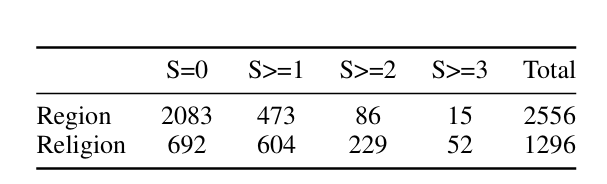 S=0 S>=1 S>=2 S>=3 Total
Region 2083 473 86 15 2556
Religion 692 604 229 52 1296